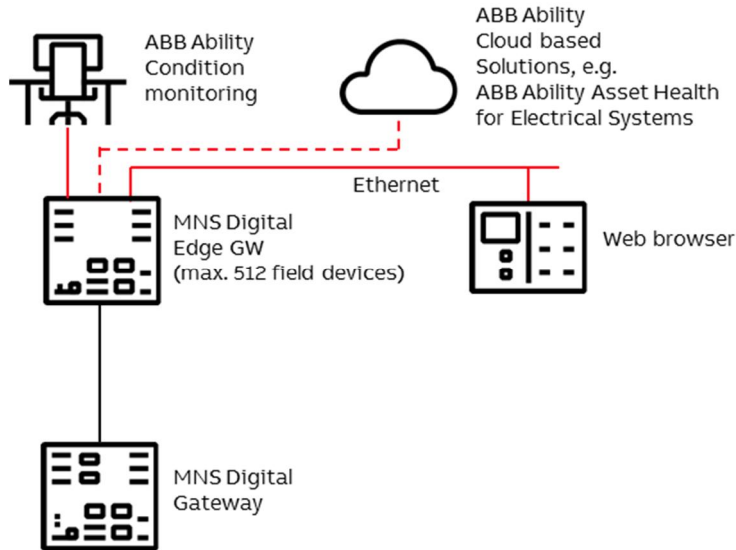 ABB Ability
Condition
monitoring
ABB Ability
Cloud based
Solutions, e.g.
ABB Ability Asset Health
for Electrical Systems
Ethernet
MNS Digital
Edge GW
(max. 512 field devices)
Web browser
MNS Digital
Gateway